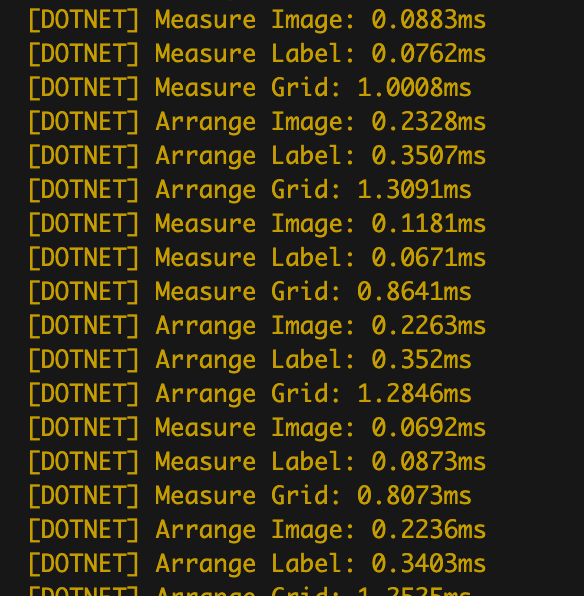 [DOTNET] Measure Image: 0.0883ms
[DOTNET] Measure Label: 0.0762ms
[DOTNET] Measure Grid: 1.0008ms
[DOTNET] Arrange Image: 0.2328ms
[DOTNET] Arrange Label: 0.3507ms
[DOTNET] Arrange Grid: 1.3091ms
[DOTNET] Measure Image: 0.1181ms
[DOTNET] Measure Label: 0.0671ms
[DOTNET] Measure Grid: 0.8641ms
[DOTNET] Arrange Image: 0.2263ms
[DOTNET] Arrange Label: 0.352ms
[DOTNET] Arrange Grid: 1.2846ms
[DOTNET] Measure Image: 0.0692ms
[DOTNET] Measure Label: 0.0873ms
[DOTNET] Measure Grid: 0.8073ms
[DOTNET] Arrange Image: 0.2236ms
[DOTNET] Arrange Label: 0.3403ms
[DOTNET] Arrange Grid: